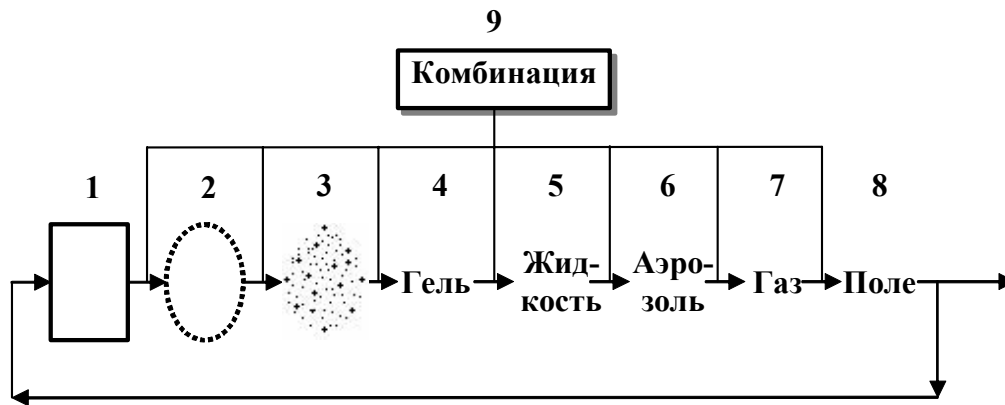 9
Комбинация
1 2 3 4 5 6 7 8
Гель
Жид-
кость
Аэро-
золь
Газ
Поле